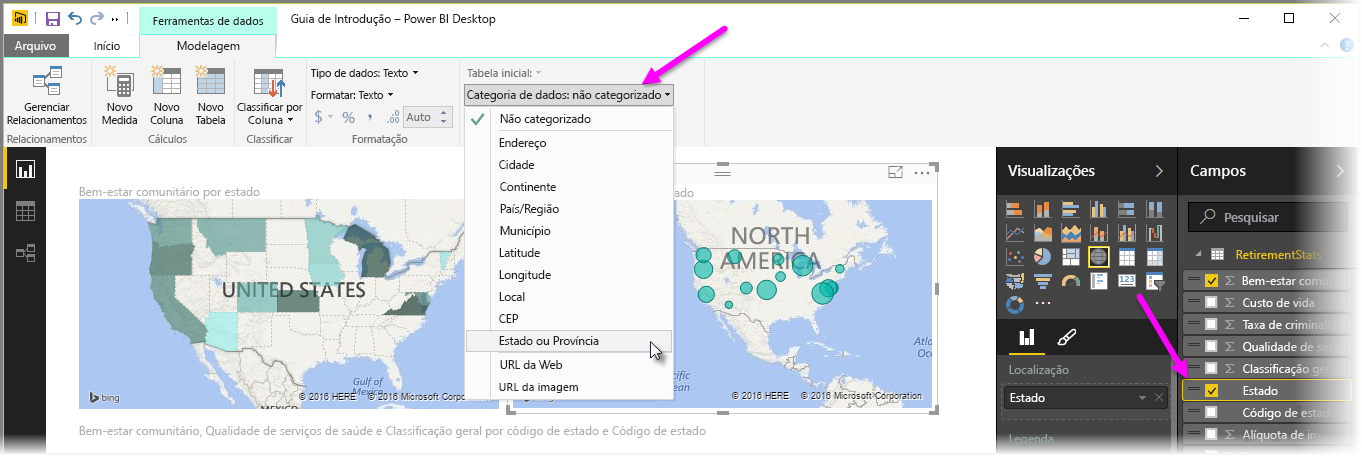 Ferramentas de dados
Guia de Introdução – Power BI Desktop
Arquivo
Início
Modelagem
Gerenciar
Relacionamentos
Relacionamentos
Novo
Medida
Novo
Coluna
Novo
Tabela
Cálculos
Classificar por
Coluna
Classificar
Tipo de dados: Texto
Formatar: Texto
$ % , Auto
Formatação
Tabela inicial:
Categoria de dados: não categorizado
Não categorizado
Endereço
Cidade
Continente
País/Região
Município
Latitude
Longitude
Local
CEP
Estado ou Província
URL da Web
URL da imagem
Bem-estar comunitário por estado
UNITED STATES
Gulf of
Mexico
MEXICO
bing
© 2016 HERE © 2016 Microsoft Corporation
NORTH
AMERICA
© 2016 HERE © 2016 Microsoft Corporation
Bem-estar comunitário, Qualidade de serviços de saúde e Classificação geral por código de estado e Código de estado
Visualizações
123
Localização
Estado
Legenda
Campos
Pesquisar
RetirementStats
Bem-estar comu
Custo de vida
Taxa de crimina
Qualidade de se
Classificação ge
Estado
Código de estad
Alíquota de im